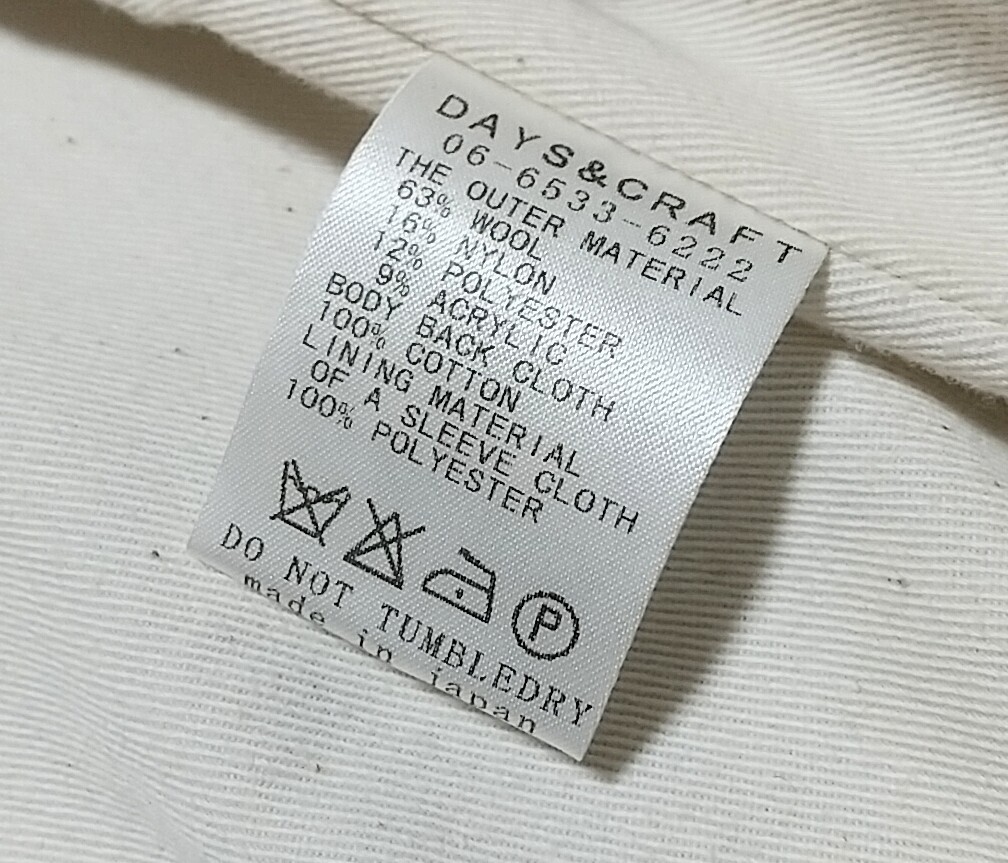 DAYS&CRAFT
06-6533-6222
THE OUTER MATERIAL
63% WOOL
16% NYLON
12% POLYESTER
9% ACRYLIC
BODY BACK CLOTH
100% COTTON
LINING MATERIAL
OF A SLEEVE CLOTH
100% POLYESTER
P
DO NOT TUMBLEDRY
made in japan